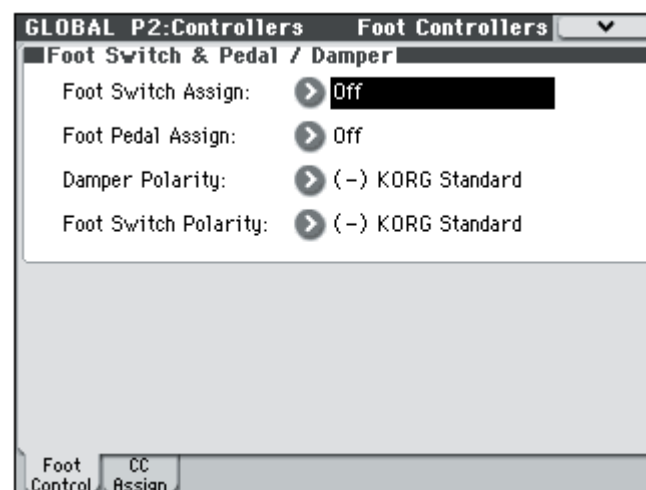 GLOBAL P2:Controllers Foot Controllers
Foot Switch & Pedal / Damper
Foot Switch Assign: Off
Foot Pedal Assign: Off
Damper Polarity: (-) KORG Standard
Foot Switch Polarity: (-) KORG Standard
Foot Control
CC Assign